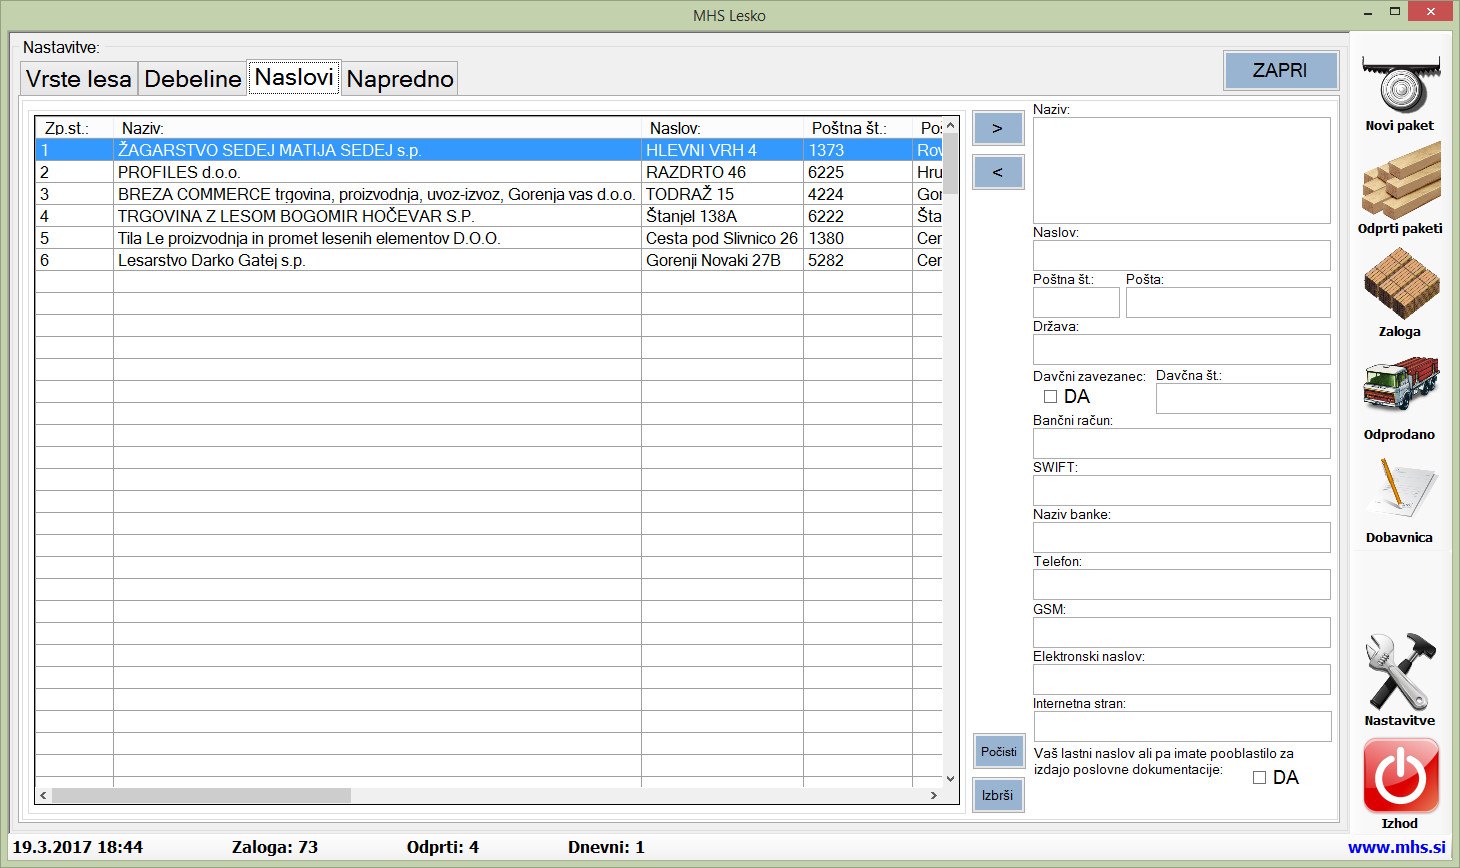 MHS Lesko
Nastavitve:
Vrste lesa Debeline Naslovi Napredno
ZAPRI
Zp.st.: Naziv: Naslov: Poštna št.: Poš
1 ŽAGARSTVO SEDEJ MATIJA SEDEJ s.p. HLEVNI VRH 4 1373 Rov
2 PROFILES d.o.o. RAZDRTO 46 6225 Hru
3 BREZA COMMERCE trgovina, proizvodnja, uvoz-izvoz, Gorenja vas d.o.o. TODRAŽ 15 4224 Gor
4 TRGOVINA Z LESOM BOGOMIR HOČEVAR S.P. Štanjel 138A 6222 Šta
5 Tila Le proizvodnja in promet lesenih elementov D.O.O. Cesta pod Slivnico 26 1380 Cer
6 Lesarstvo Darko Gatej s.p. Gorenji Novaki 27B 5282 Cer
>
<
Počisti
Izbrši
Naziv:
Naslov:
Poštna št.: Pošta:
Država:
Davčni zavezanec: Davčna št.:
DA
Bančni račun:
SWIFT:
Naziv banke:
Telefon:
GSM:
Elektronski naslov:
Internetna stran:
Vaš lastni naslov ali pa imate pooblastilo za
izdajo poslovne dokumentacije: DA
Novi paket
Odprti paketi
Zaloga
Odprodano
Dobavnica
Nastavitve
Izhod
19.3.2017 18:44 Zaloga: 73 Odprti: 4 Dnevni: 1 www.mhs.si